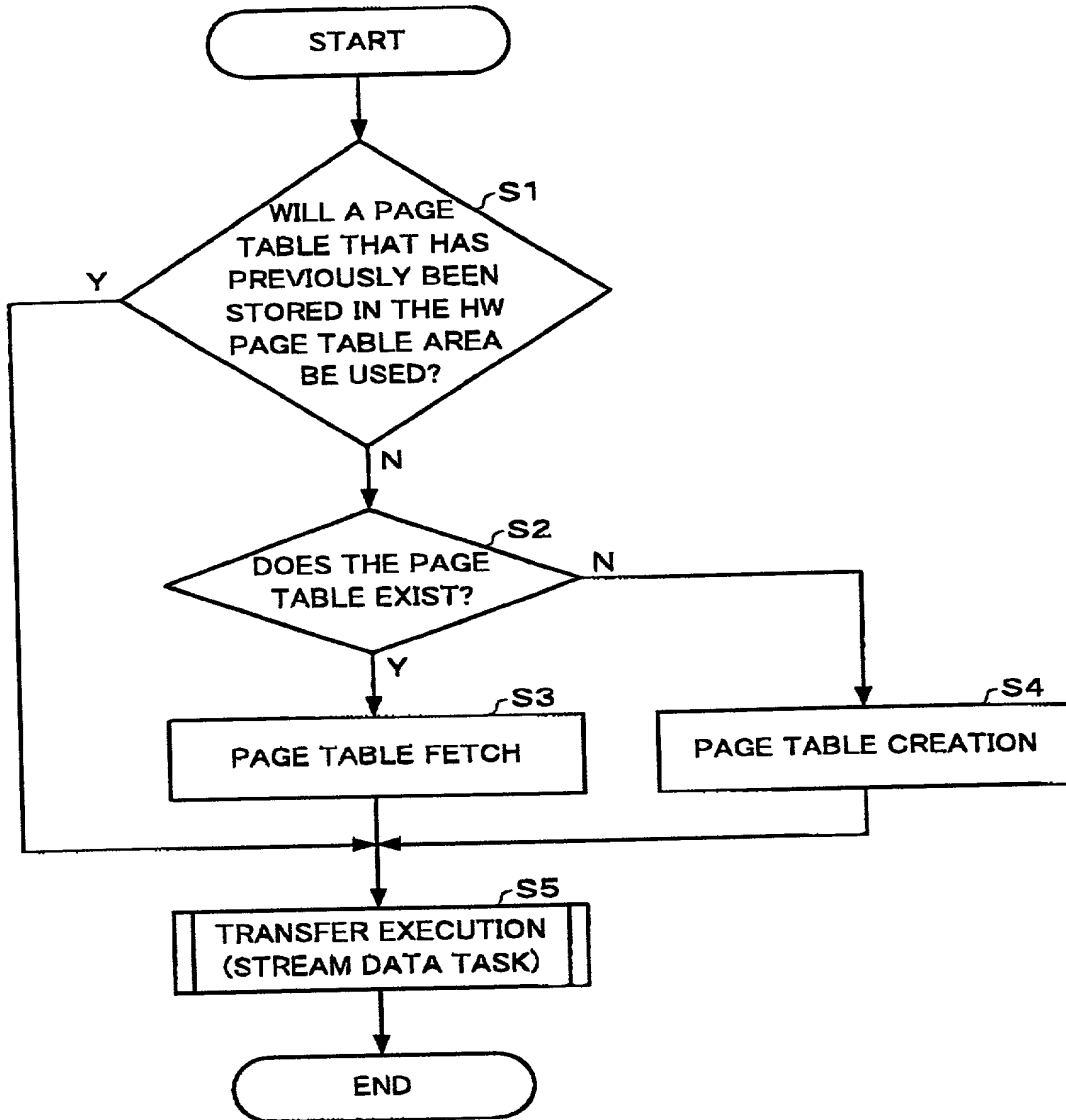 START
S1
WILL A PAGE
TABLE THAT HAS
PREVIOUSLY BEEN
STORED IN THE HW
PAGE TABLE AREA
BE USED?
Y
N
S2
DOES THE PAGE
TABLE EXIST?
N
Y
S3
PAGE TABLE FETCH
S4
PAGE TABLE CREATION
S5
TRANSFER EXECUTION
(STREAM DATA TASK)
END